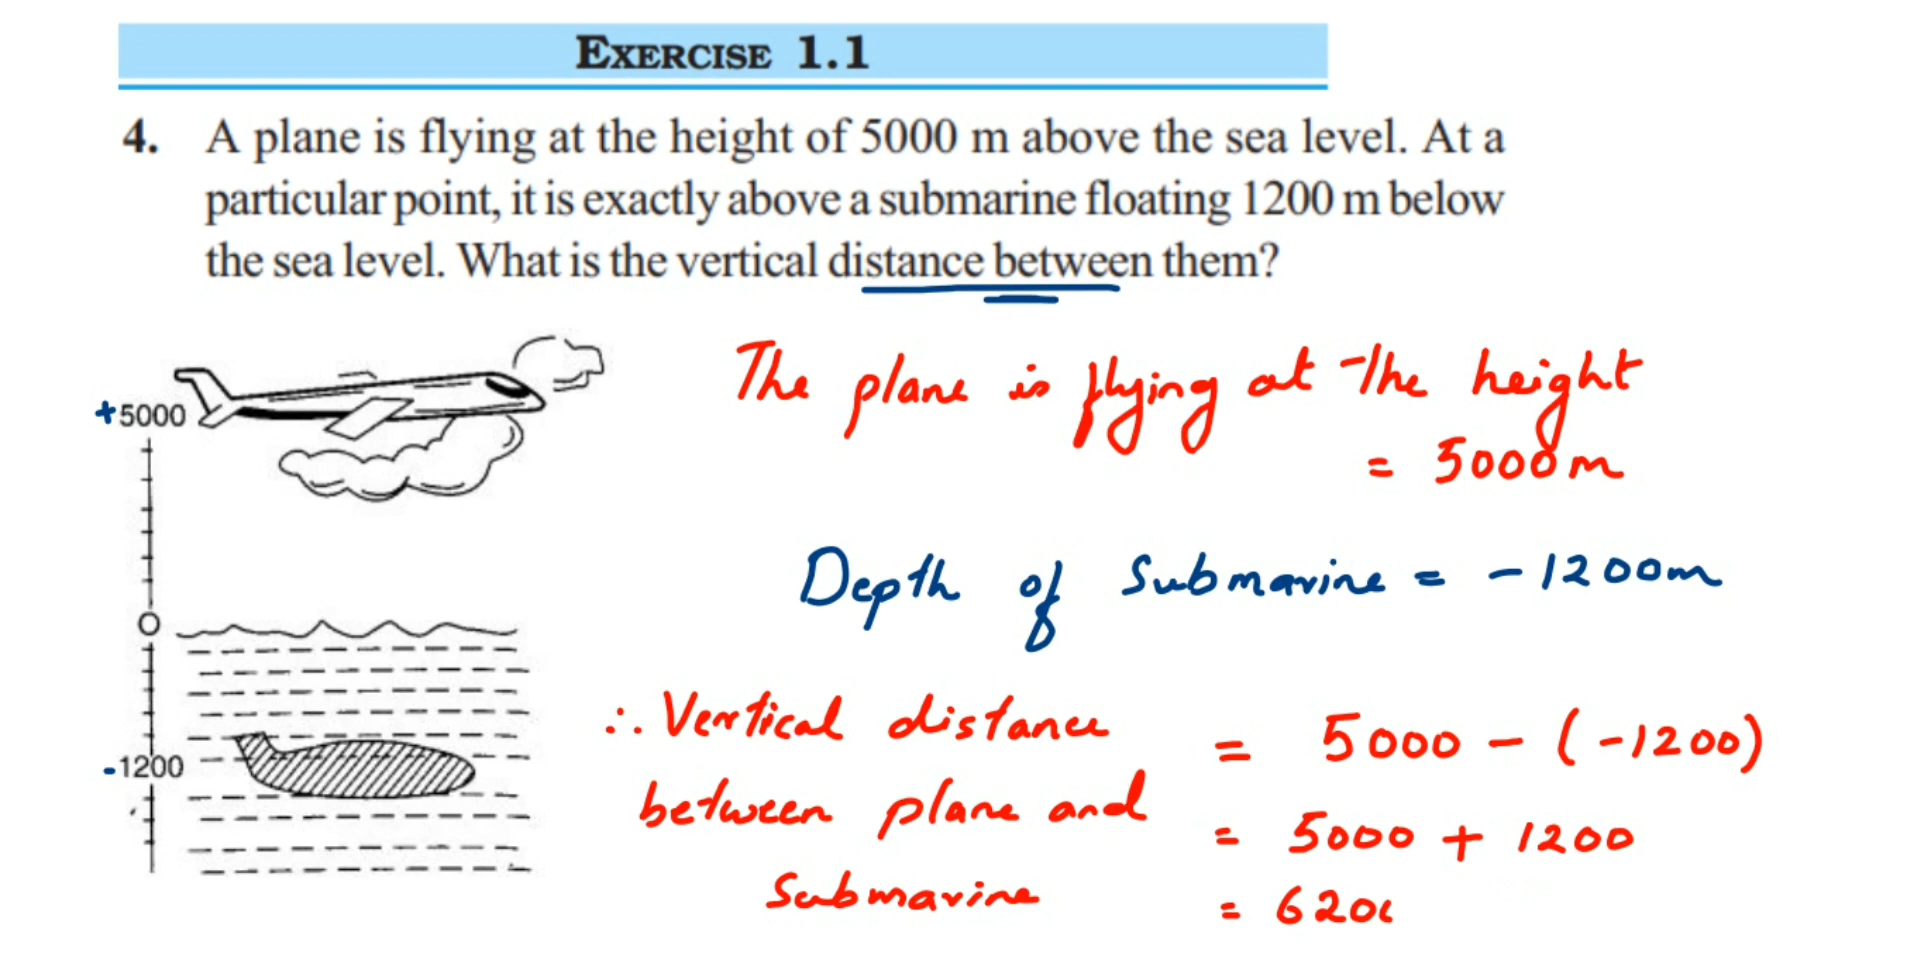 EXERCISE 1.1
4. A plane is flying at the height of 5000 m above the sea level. At a
particular point, it is exactly above a submarine floating 1200 m below
the sea level. What is the vertical distance between them?
+5000
0
-1200
The plane is flying at the height
= 5000m
Depth of Submarine = -1200m
∴ Vertical distance = 5000 - (-1200)
between plane and = 5000 + 1200
Submarine = 620